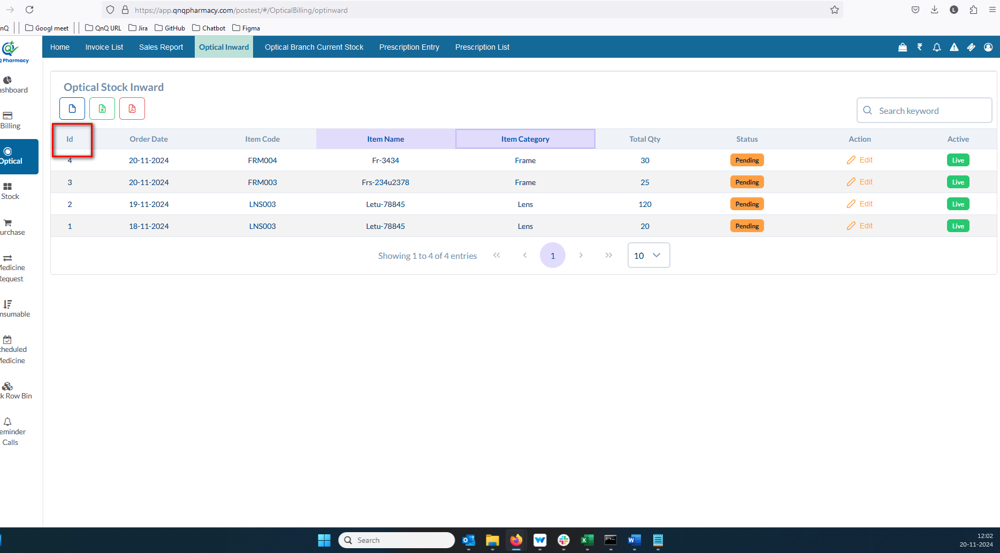 https://app.qnqpharmacy.com/postest/#/OpticalBilling/optinward
nQ Googl meet QnQ URL Jira GitHub Chatbot Figma
Q Pharmacy
Home Invoice List Sales Report Optical Inward Optical Branch Current Stock Prescription Entry Prescription List
ashboard
Billing
Optical
Stock
urchase
Medicine
Request
nsumable
cheduled
Medicine
k Row Bin
eminder
Calls
Optical Stock Inward
Search keyword
Id Order Date Item Code Item Name Item Category Total Qty Status Action Active
4 20-11-2024 FRM004 Fr-3434 Frame 30 Pending Edit Live
3 20-11-2024 FRM003 Frs-234u2378 Frame 25 Pending Edit Live
2 19-11-2024 LNS003 Letu-78845 Lens 120 Pending Edit Live
1 18-11-2024 LNS003 Letu-78845 Lens 20 Pending Edit Live
Showing 1 to 4 of 4 entries 1 10
Search
12:02
20-11-2024